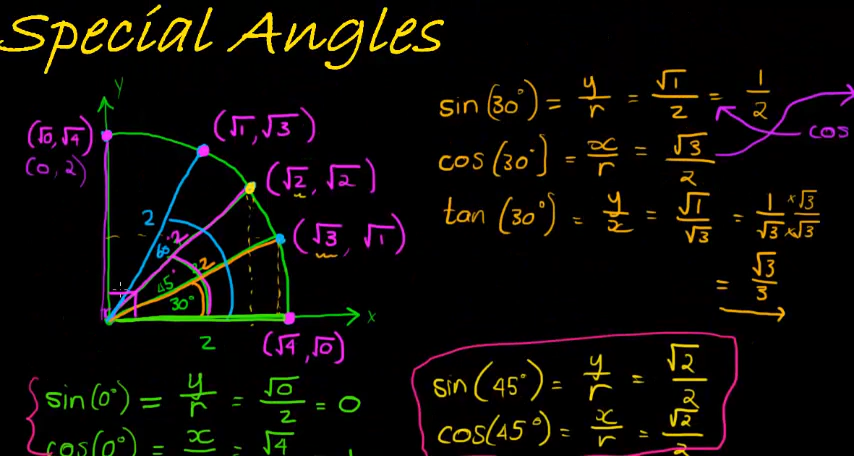 Special Angles
y
(√0,√4)
(0,2)
(√1,√3)
(√2,√2)
(√3,√1)
2
60°
2
45°
2
30°
x
2
(√4,√0)
sin(30°) = y/r = √1/2 = 1/2
cos
cos(30°) = x/r = √3/2
tan(30°) = y/x = √1/√3 = 1/√3 ×√3/×√3
= √3/3
sin(0°) = y/r = √0/2 = 0
cos(0°) = x/ = √4
sin(45°) = y/r = √2/2
cos(45°) = x/r = √2/2